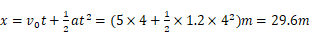 x = v₀t + ½at² = (5 × 4 + ½ × 1.2 × 4²)m = 29.6m